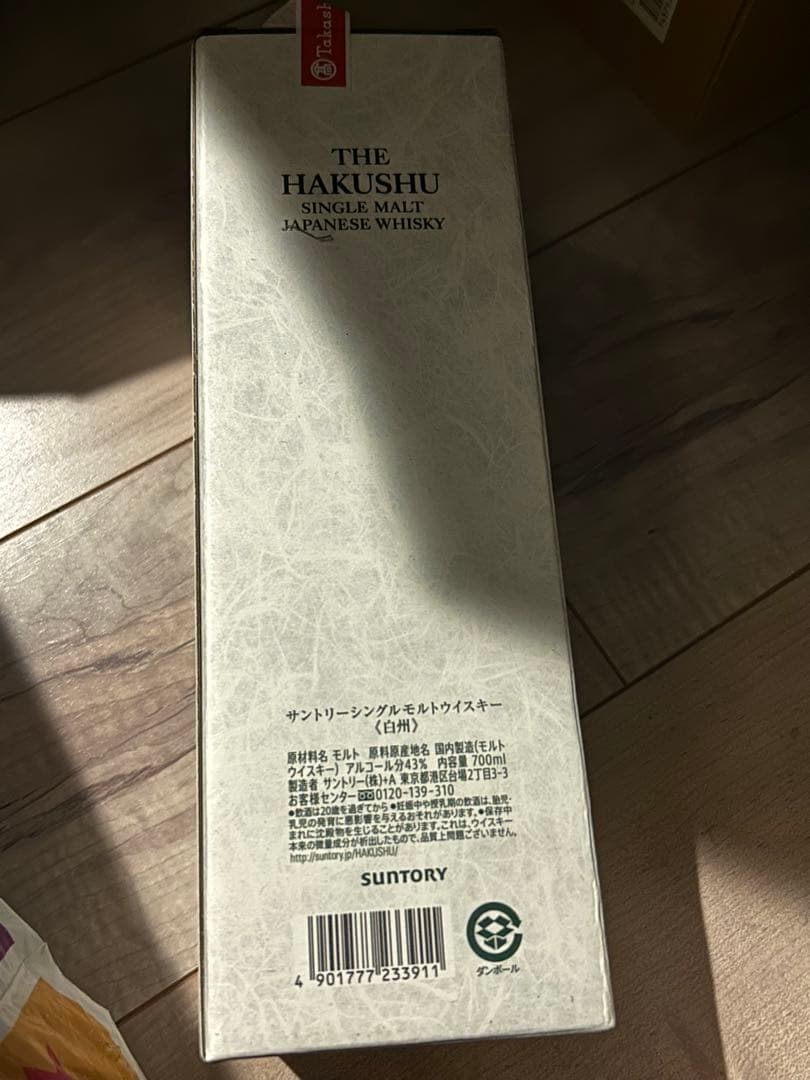 高 Takash
THE
HAKUSHU
SINGLE MALT
JAPANESE WHISKY
サントリーシングルモルトウイスキー
《白州》
原材料名 モルト 原料原産地名 国内製造(モルト
ウイスキー) アルコール分43% 内容量 700ml
製造者 サントリー(株)+A 東京都港区台場2丁目3-3
お客様センター 0120-139-310
●飲酒は20歳を過ぎてから ●妊娠中や授乳期の飲酒は、胎児・
乳児の発育に悪影響を与えるおそれがあります。●保存中
まれに沈殿物を生じることがあります。これは、ウイスキー
本来の微量成分が析出したもので、品質上問題ございません。
http://suntory.jp/HAKUSHU/
SUNTORY
4 901777 233911
ダンボール